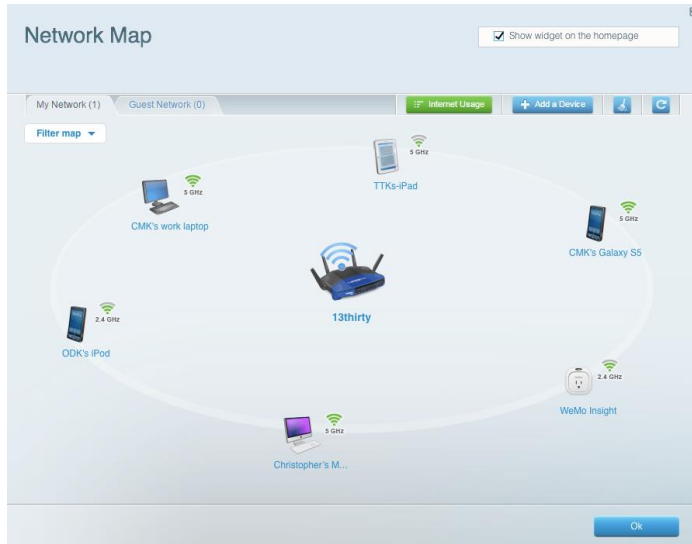 Network Map
Show widget on the homepage
My Network (1)
Guest Network (0)
Internet Usage
Add a Device
Filter map
5 GHz
TTKs-iPad
5 GHz
CMK's work laptop
5 GHz
CMK's Galaxy S5
13thirty
2.4 GHz
ODK's iPod
2.4 GHz
WeMo Insight
5 GHz
Christopher's M...
Ok